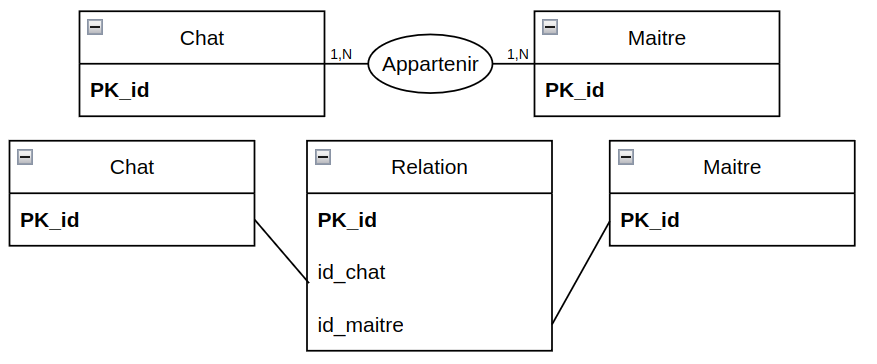 Chat
1,N
Appartenir
1,N
Maitre
PK_id
PK_id
Chat
Relation
Maitre
PK_id
PK_id
PK_id
id_chat
id_maitre